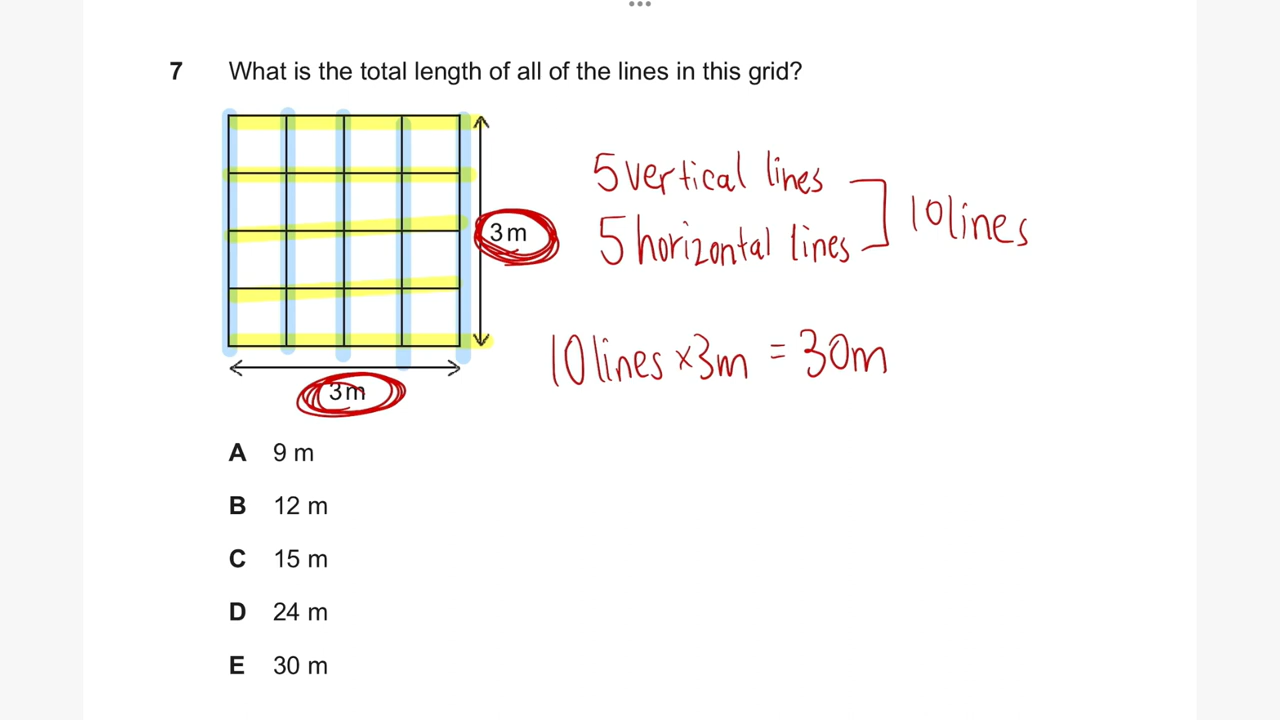 7 What is the total length of all of the lines in this grid?
5 vertical lines
5 horizontal lines
10 lines
3 m
10 lines × 3m = 30m
3 m
A 9 m
B 12 m
C 15 m
D 24 m
E 30 m